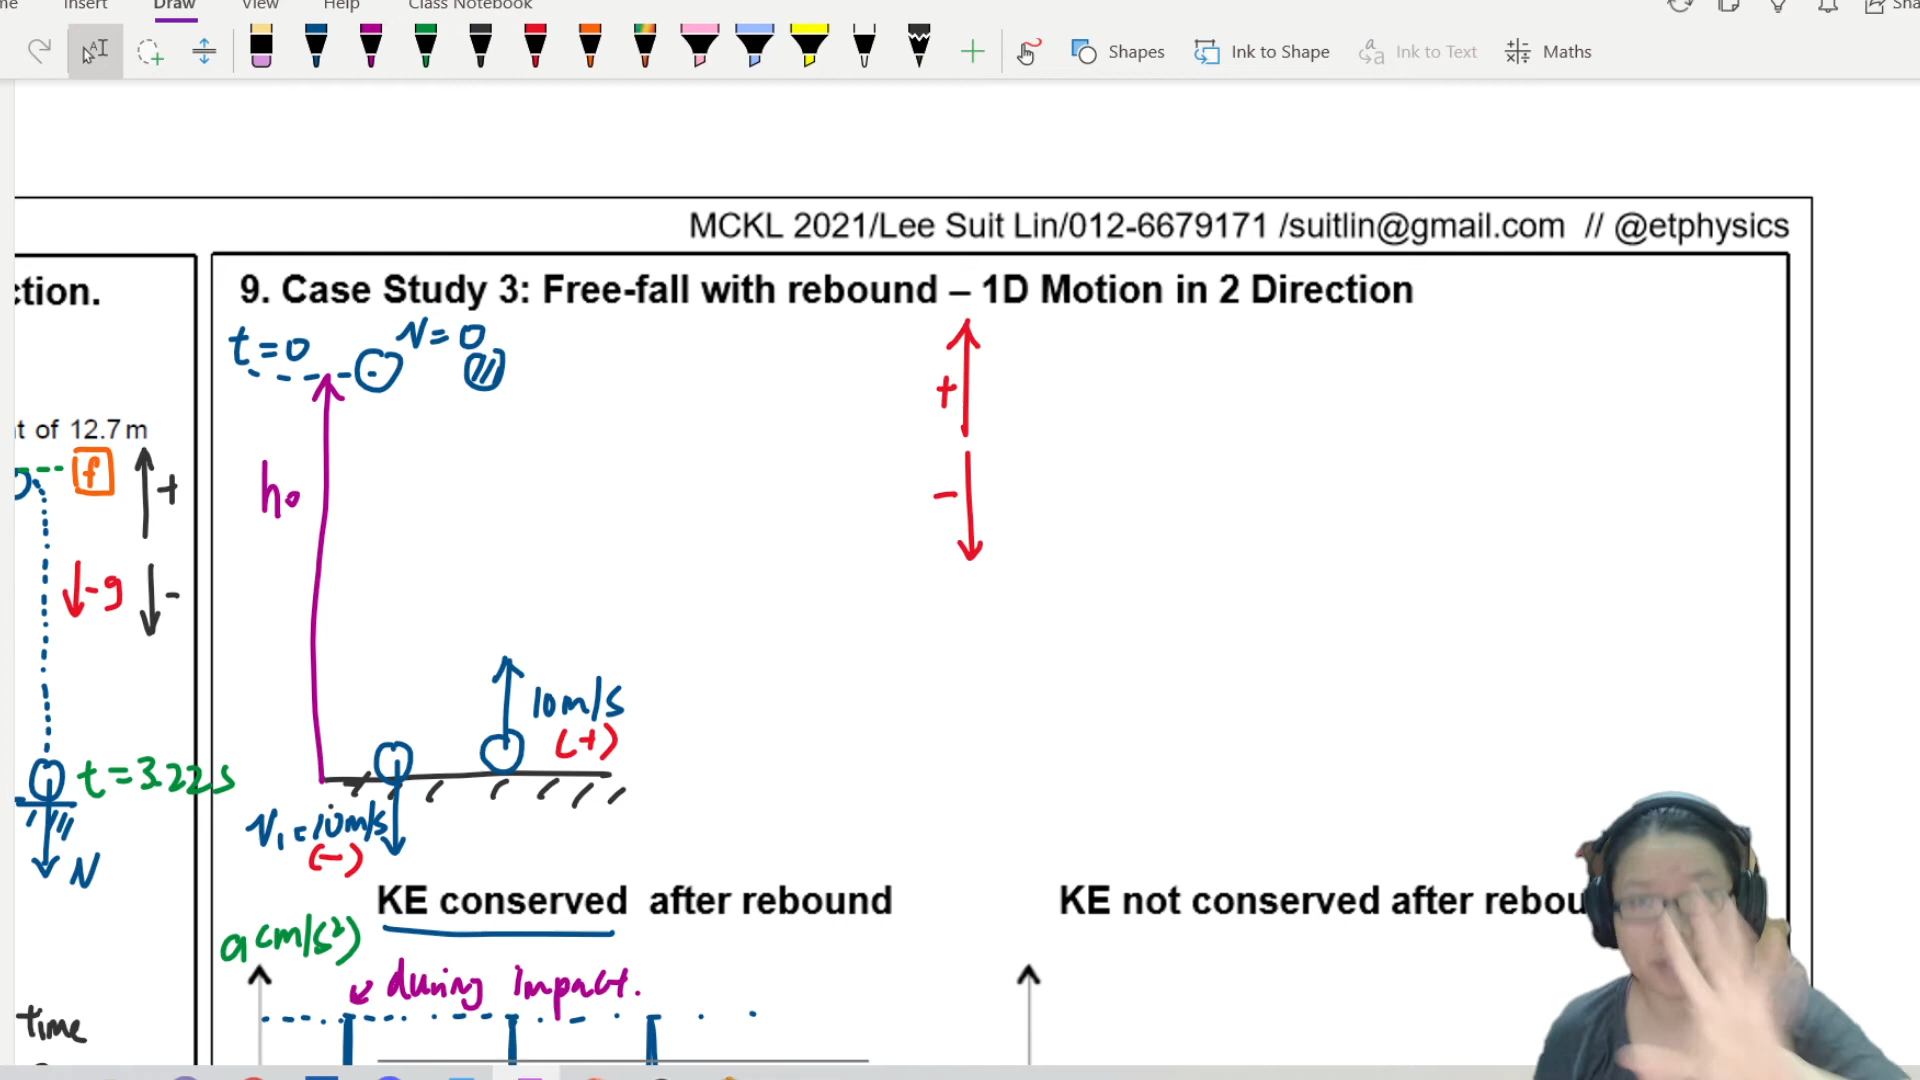 Insert Draw View Help Class Notebook
Shapes Ink to Shape Ink to Text Maths
MCKL 2021/Lee Suit Lin/012-6679171 /suitlin@gmail.com // @etphysics
ction.
9. Case Study 3: Free-fall with rebound – 1D Motion in 2 Direction
t=0 v=0
+
t of 12.7 m
f +
h₀
-
-g -
10m/s
(+)
t=3.22s
v₁=10m/s
(-)
v
KE conserved after rebound
KE not conserved after rebou
a(m/s²)
during impact.
time